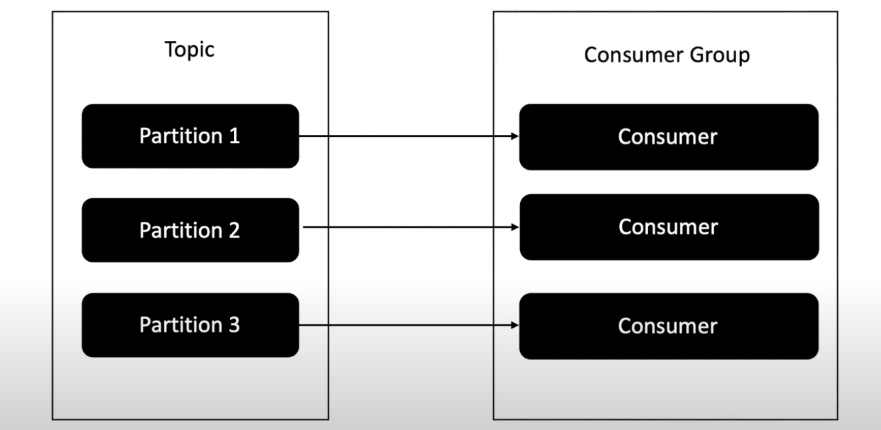 Topic
Partition 1
Partition 2
Partition 3
Consumer Group
Consumer
Consumer
Consumer